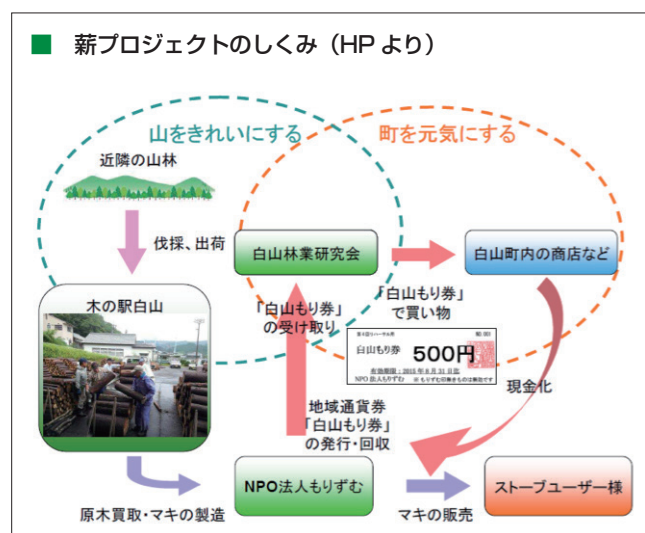 ■ 薪プロジェクトのしくみ（HP より）
山をきれいにする
町を元気にする
近隣の山林
伐採、出荷
白山林業研究会
白山町内の商店など
木の駅白山
「白山もり券」
の受け取り
「白山もり券」
で買い物
白山もり券 500円
NPO 法人もりずむ
現金化
地域通貨券
「白山もり券」
の発行・回収
NPO法人もりずむ
ストーブユーザー様
原木買取・マキの製造
マキの販売